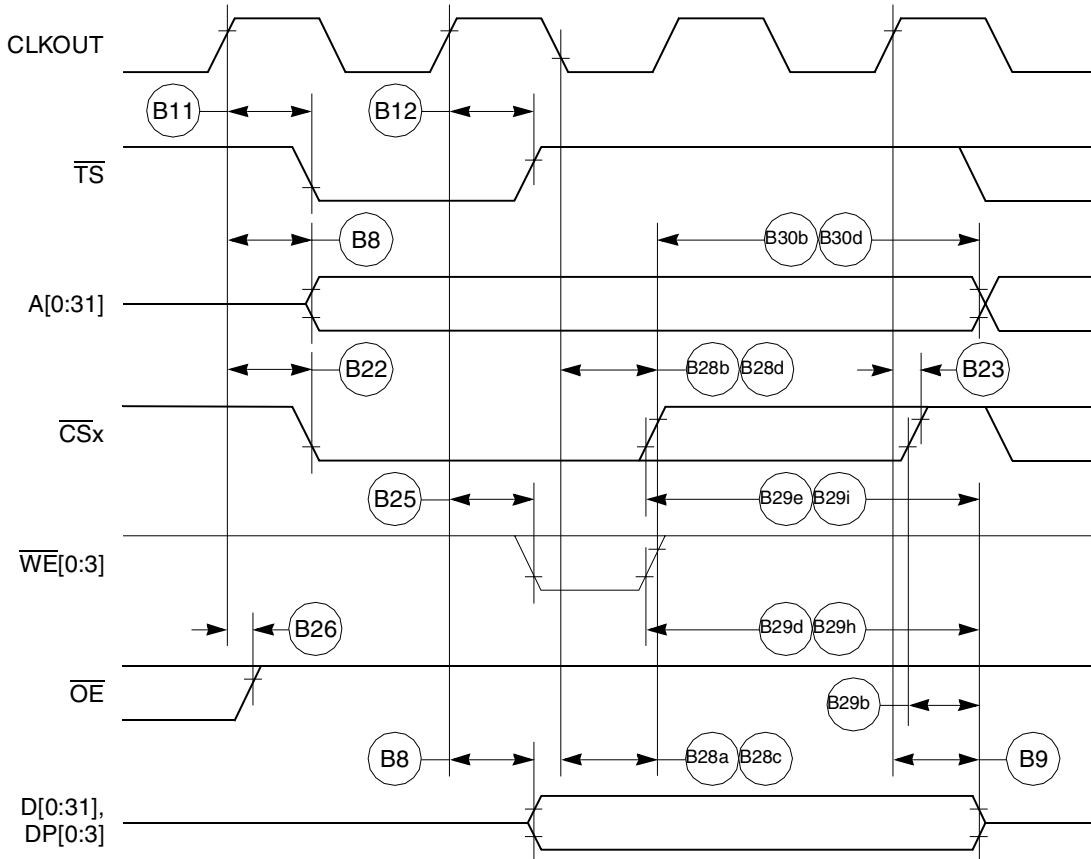 CLKOUT
B11
B12
TS
B8
B30b B30d
A[0:31]
B22
B28b B28d
B23
CSx
B25
B29e B29i
WE[0:3]
B26
B29d B29h
OE
B29b
B8
B28a B28c
B9
D[0:31],
DP[0:3]